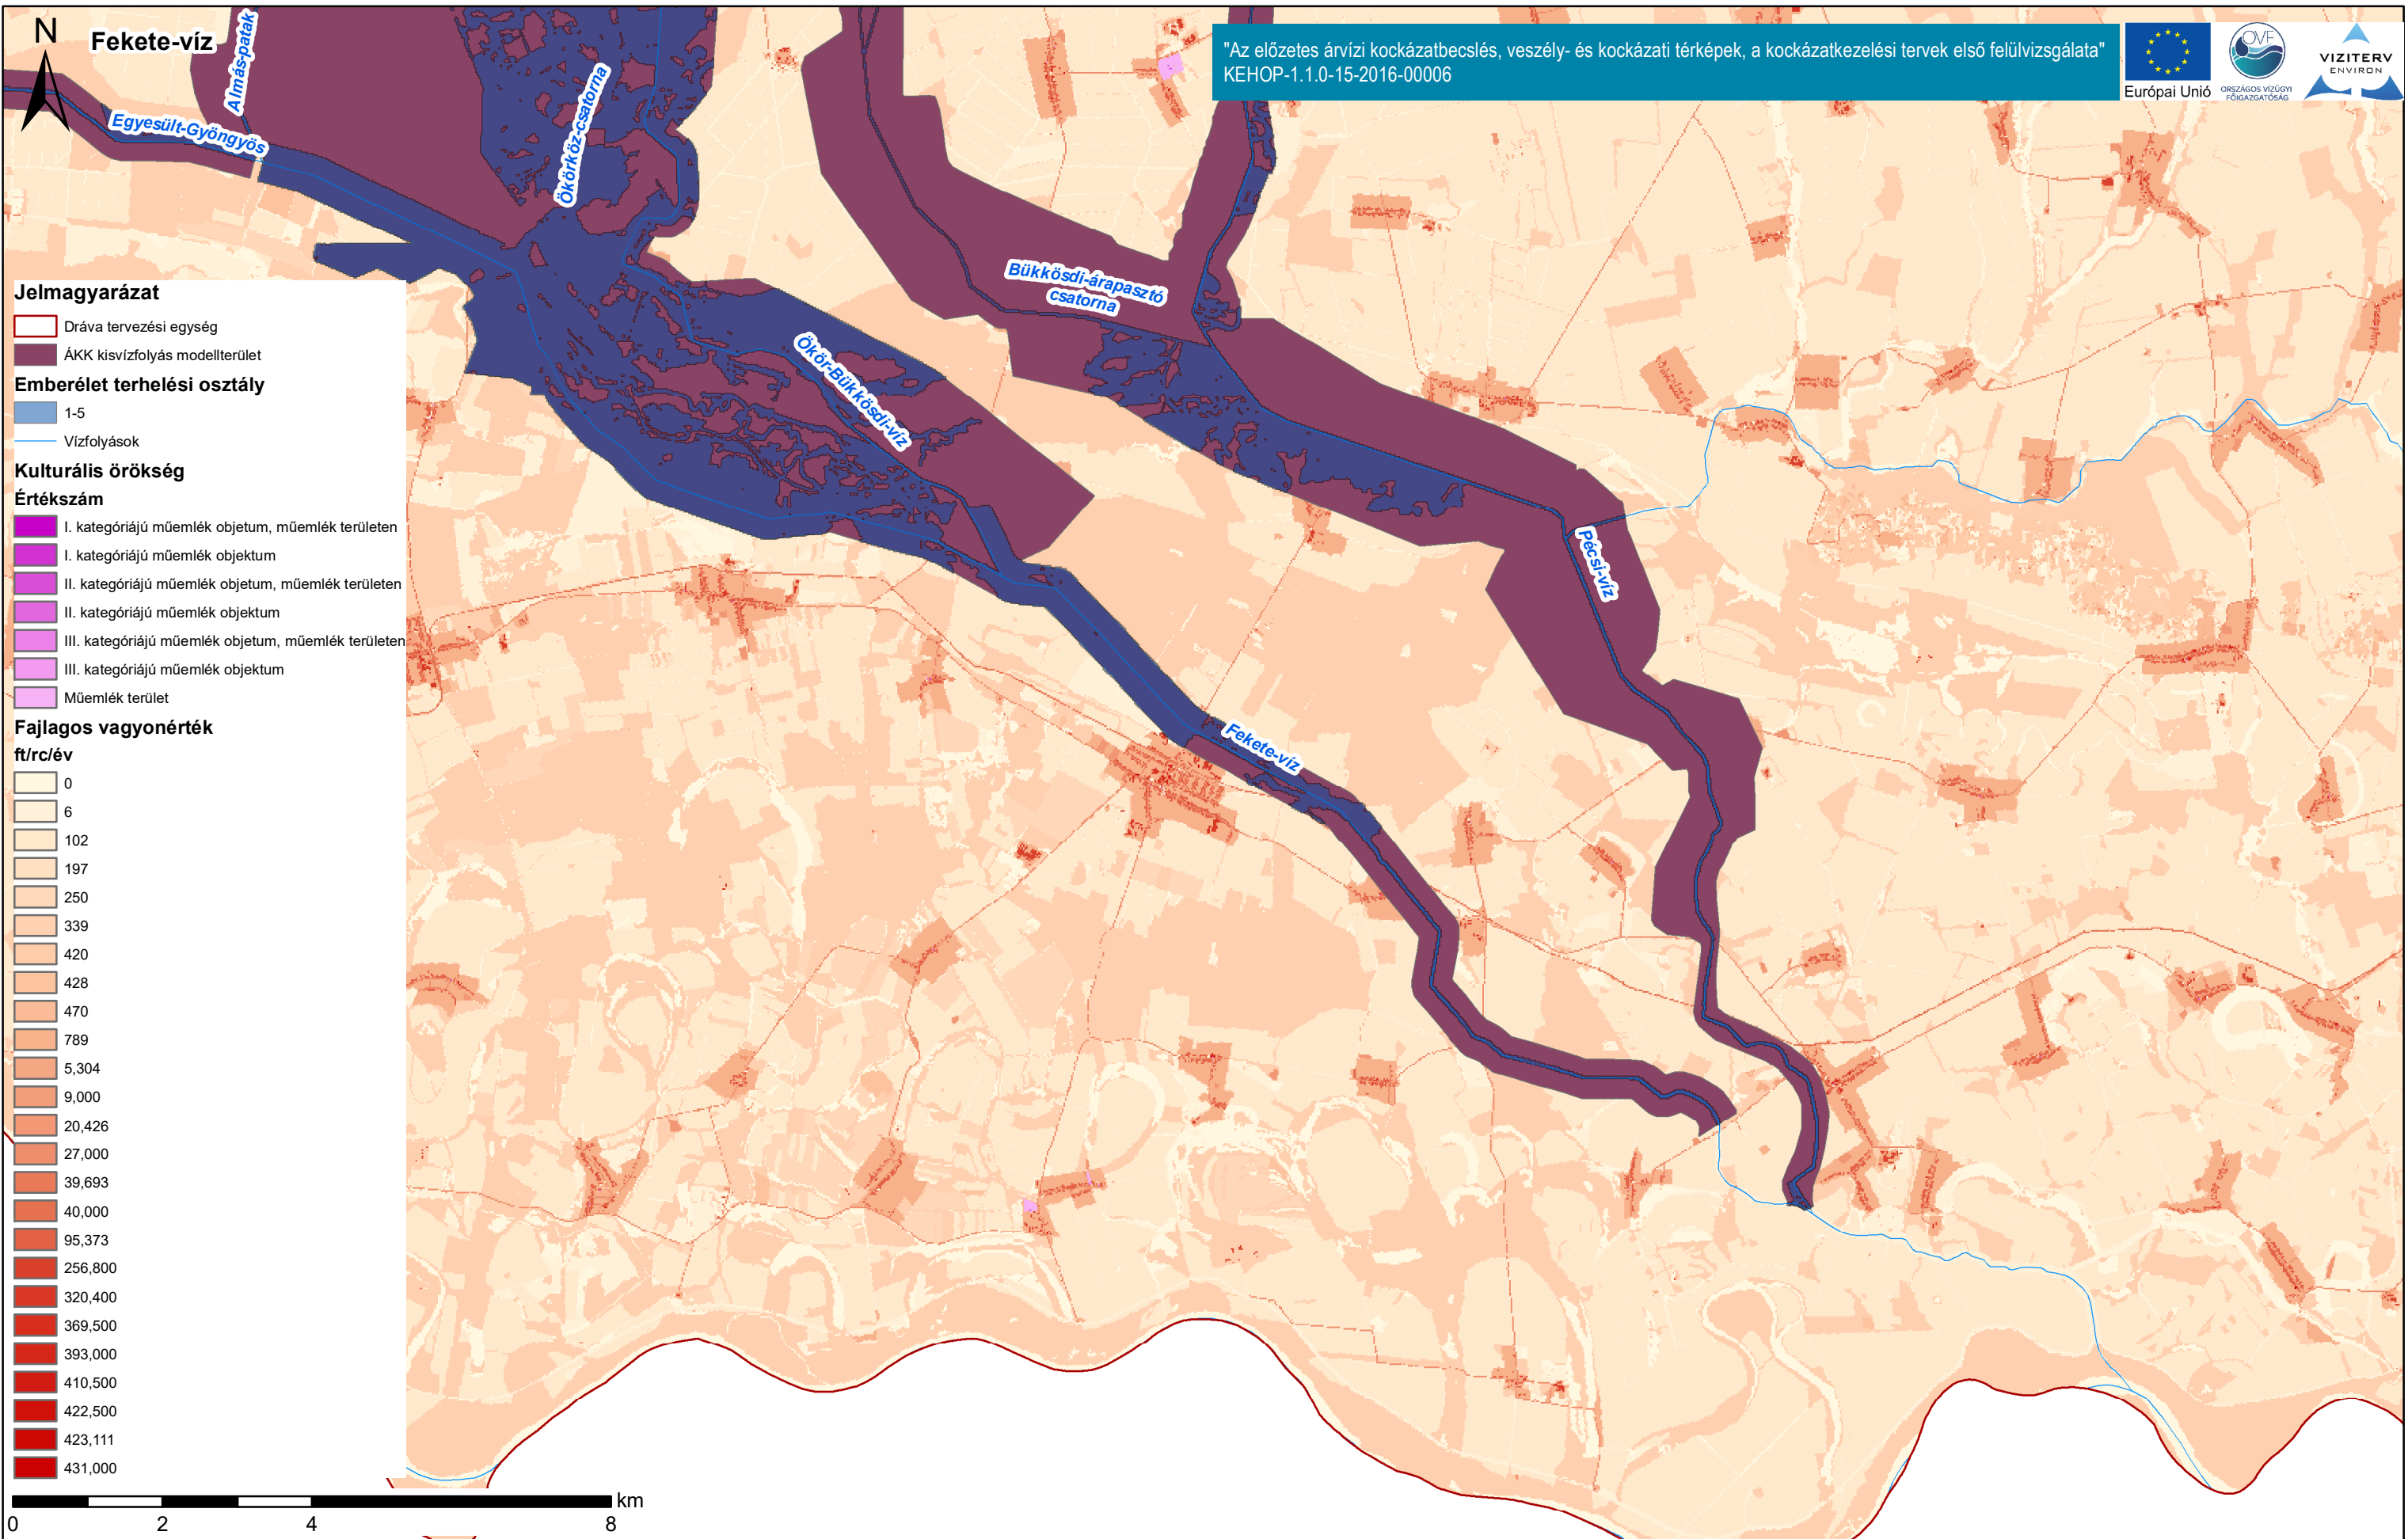 N
Fekete-víz
"Az előzetes árvízi kockázatbecslés, veszély- és kockázati térképek, a kockázatkezelési tervek első felülvizsgálata"
KEHOP-1.1.0-15-2016-00006
Európai Unió
OVF
ORSZÁGOS VÍZÜGYI
FŐIGAZGATÓSÁG
VIZITERV
ENVIRON
Almás-patak
Egyesült-Gyöngyös
Ökörköz-csatorna
Bükkösdi-árapasztó
csatorna
Ökör-Bükkösdi-víz
Pécsi-víz
Fekete-víz
Jelmagyarázat
Dráva tervezési egység
ÁKK kisvízfolyás modellterület
Emberélet terhelési osztály
1-5
Vízfolyások
Kulturális örökség
Értékszám
I. kategóriájú műemlék objetum, műemlék területen
I. kategóriájú műemlék objektum
II. kategóriájú műemlék objetum, műemlék területen
II. kategóriájú műemlék objektum
III. kategóriájú műemlék objetum, műemlék területen
III. kategóriájú műemlék objektum
Műemlék terület
Fajlagos vagyonérték
ft/rc/év
0
6
102
197
250
339
420
428
470
789
5,304
9,000
20,426
27,000
39,693
40,000
95,373
256,800
320,400
369,500
393,000
410,500
422,500
423,111
431,000
km
0 2 4 8